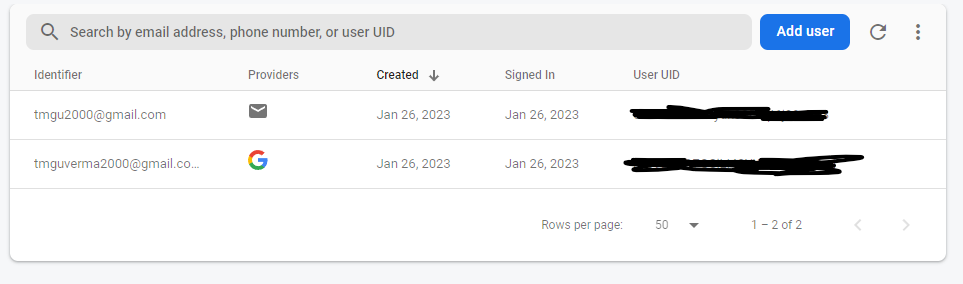 Search by email address, phone number, or user UID Add user
Identifier Providers Created Signed In User UID
tmgu2000@gmail.com Jan 26, 2023 Jan 26, 2023
tmguverma2000@gmail.co... Jan 26, 2023 Jan 26, 2023
Rows per page: 50 1 – 2 of 2